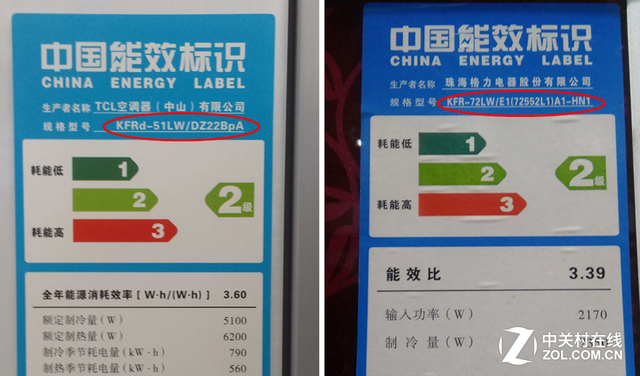 中国能效标识
CHINA ENERGY LABEL
生产者名称 TCL空调器（中山）有限公司
规格型号 KFRd-51LW/DZ22BpA
耗能低
1
2
2级
耗能高
3
全年能源消耗效率[W·h/(W·h)] 3.60
额定制冷量(W) 5100
额定制热量(W) 6200
制冷季节耗电量(kW·h) 790
制热季节耗电量(kW·h) 560
中国能效标识
CHINA ENERGY LABEL
生产者名称 珠海格力电器股份有限公司
规格型号 KFR-72LW/E1(72552L1)A1-HN1
耗能低
1
2
2级
耗能高
3
能效比 3.39
输入功率(W) 2170
制冷量(W)
Z 中关村在线
ZOL.COM.CN